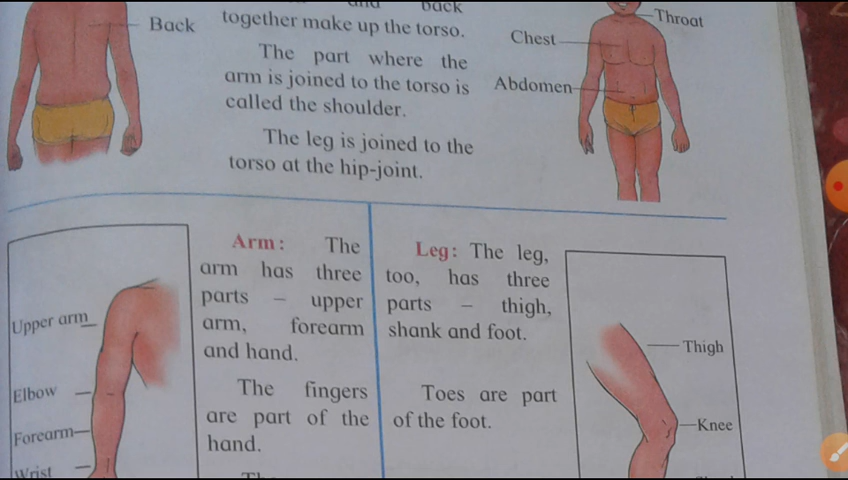 Back
and back
together make up the torso.
The part where the
arm is joined to the torso is
called the shoulder.
The leg is joined to the
torso at the hip-joint.
Throat
Chest
Abdomen
Upper arm
Elbow
Forearm
Wrist
Arm: The
arm has three
parts – upper
arm, forearm
and hand.
The fingers
are part of the
hand.
Leg: The leg,
too, has three
parts – thigh,
shank and foot.
Toes are part
of the foot.
Thigh
Knee